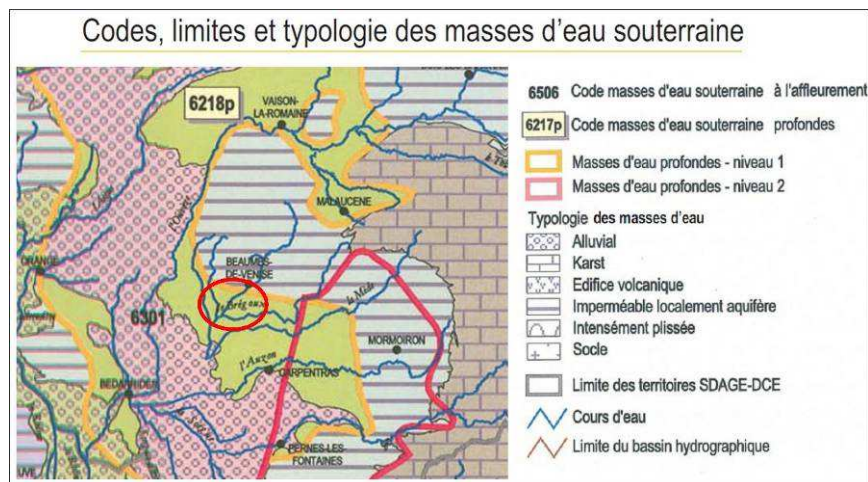 Codes, limites et typologie des masses d'eau souterraine
6218p
VAISON-
LA-ROMAINE
MALAUCENE
l'Ouvèze
ORANGE
BEAUMES-
DE-VENISE
le Brégoux
la Mède
6301
MORMOIRON
l'Auzon
CARPENTRAS
BEDARRIDES
PERNES-LES
FONTAINES
6506 Code masses d'eau souterraine à l'affleurement
6217p Code masses d'eau souterraine profondes
Masses d'eau profondes - niveau 1
Masses d'eau profondes - niveau 2
Typologie des masses d'eau
Alluvial
Karst
Edifice volcanique
Imperméable localement aquifère
Intensément plissée
Socle
Limite des territoires SDAGE-DCE
Cours d'eau
Limite du bassin hydrographique